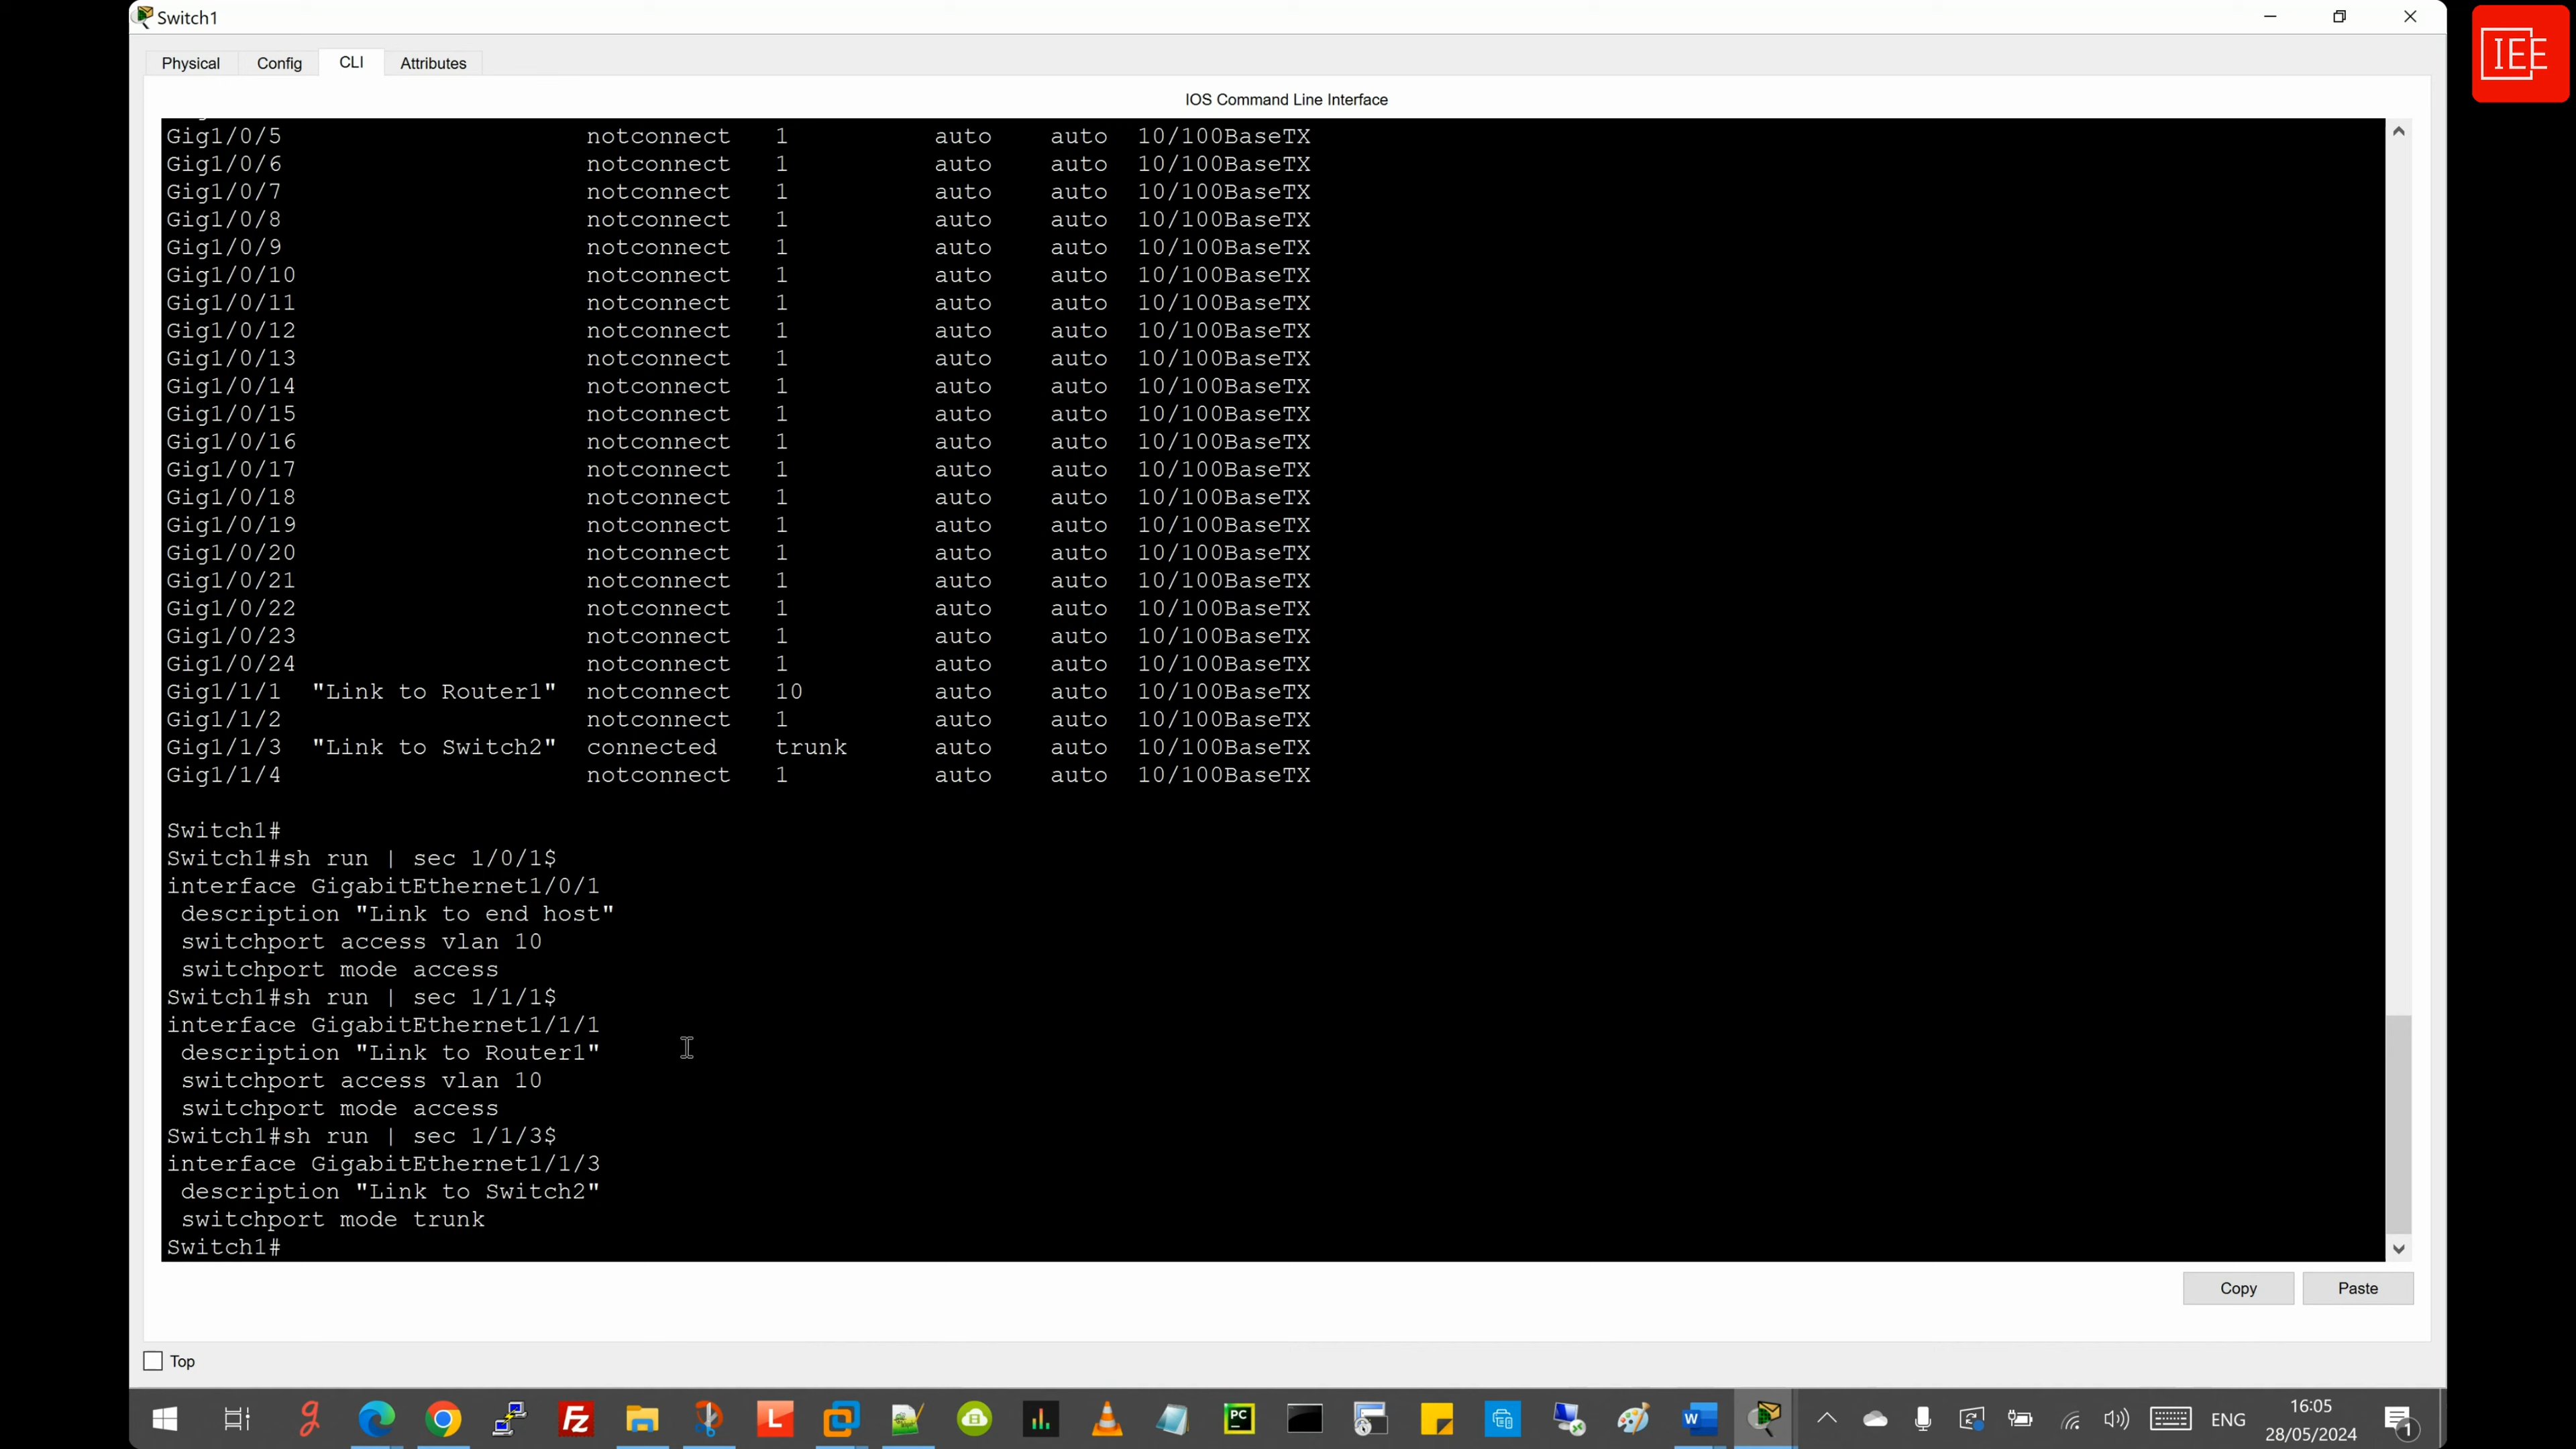 Switch1
IEE
Physical Config CLI Attributes
IOS Command Line Interface
Gig1/0/5 notconnect 1 auto auto 10/100BaseTX
Gig1/0/6 notconnect 1 auto auto 10/100BaseTX
Gig1/0/7 notconnect 1 auto auto 10/100BaseTX
Gig1/0/8 notconnect 1 auto auto 10/100BaseTX
Gig1/0/9 notconnect 1 auto auto 10/100BaseTX
Gig1/0/10 notconnect 1 auto auto 10/100BaseTX
Gig1/0/11 notconnect 1 auto auto 10/100BaseTX
Gig1/0/12 notconnect 1 auto auto 10/100BaseTX
Gig1/0/13 notconnect 1 auto auto 10/100BaseTX
Gig1/0/14 notconnect 1 auto auto 10/100BaseTX
Gig1/0/15 notconnect 1 auto auto 10/100BaseTX
Gig1/0/16 notconnect 1 auto auto 10/100BaseTX
Gig1/0/17 notconnect 1 auto auto 10/100BaseTX
Gig1/0/18 notconnect 1 auto auto 10/100BaseTX
Gig1/0/19 notconnect 1 auto auto 10/100BaseTX
Gig1/0/20 notconnect 1 auto auto 10/100BaseTX
Gig1/0/21 notconnect 1 auto auto 10/100BaseTX
Gig1/0/22 notconnect 1 auto auto 10/100BaseTX
Gig1/0/23 notconnect 1 auto auto 10/100BaseTX
Gig1/0/24 notconnect 1 auto auto 10/100BaseTX
Gig1/1/1 "Link to Router1" notconnect 10 auto auto 10/100BaseTX
Gig1/1/2 notconnect 1 auto auto 10/100BaseTX
Gig1/1/3 "Link to Switch2" connected trunk auto auto 10/100BaseTX
Gig1/1/4 notconnect 1 auto auto 10/100BaseTX
Switch1#
Switch1#sh run | sec 1/0/1$
interface GigabitEthernet1/0/1
description "Link to end host"
switchport access vlan 10
switchport mode access
Switch1#sh run | sec 1/1/1$
interface GigabitEthernet1/1/1
description "Link to Router1"
switchport access vlan 10
switchport mode access
Switch1#sh run | sec 1/1/3$
interface GigabitEthernet1/1/3
description "Link to Switch2"
switchport mode trunk
Switch1#
Copy Paste
Top
ENG
16:05
28/05/2024